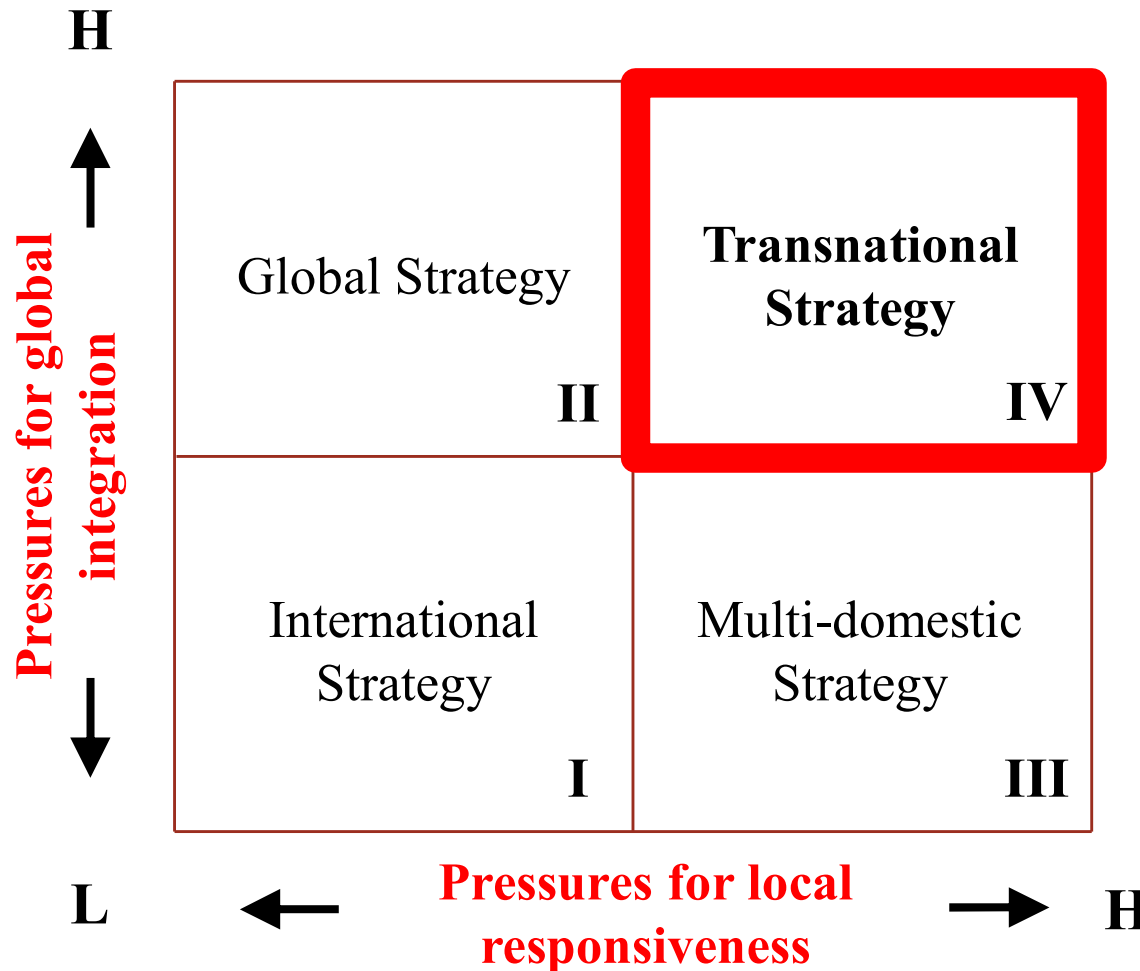 H
Pressures for global
integration
Global Strategy
II
Transnational
Strategy
IV
International
Strategy
I
Multi-domestic
Strategy
III
L
Pressures for local
responsiveness
H